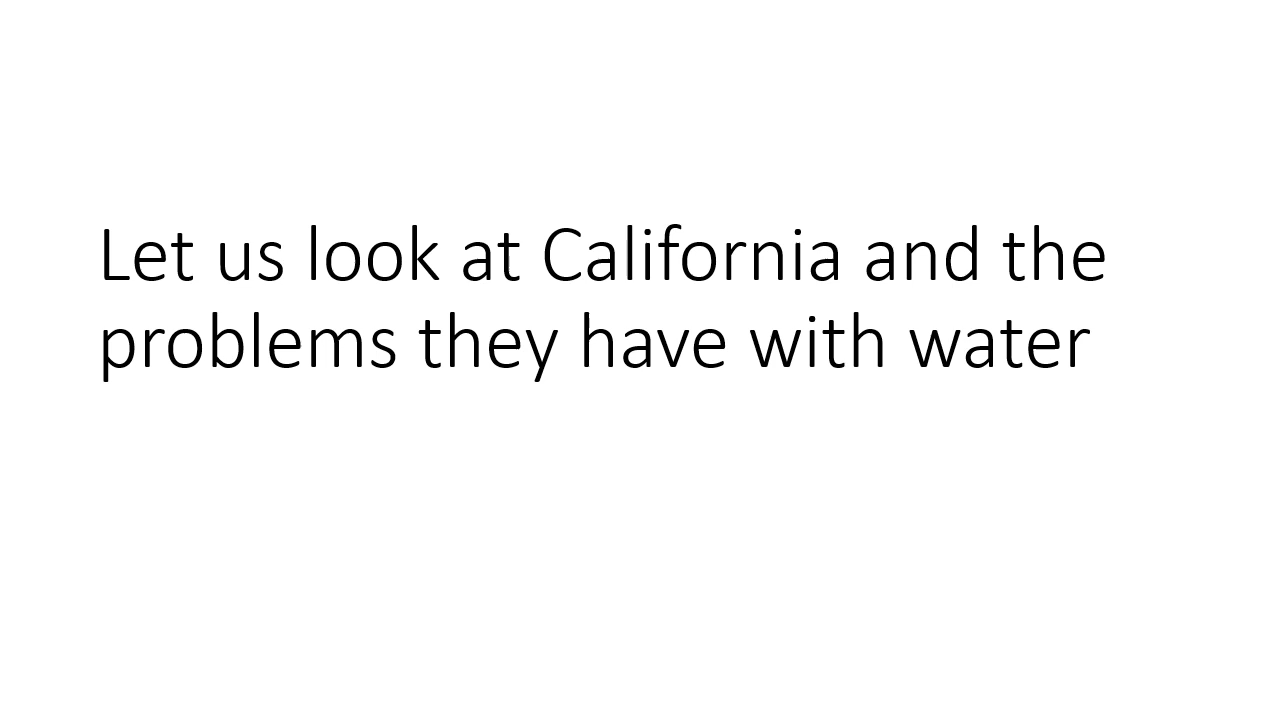 Let us look at California and the
problems they have with water